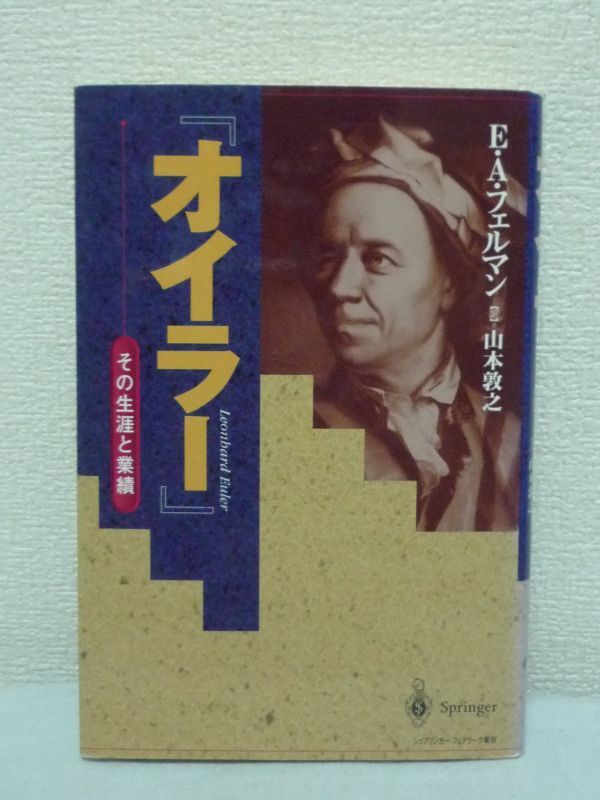 E・A・フェルマン
[訳] 山本敦之
『オイラー』
Leonhard Euler
その生涯と業績
Springer
シュプリンガー・フェアラーク東京